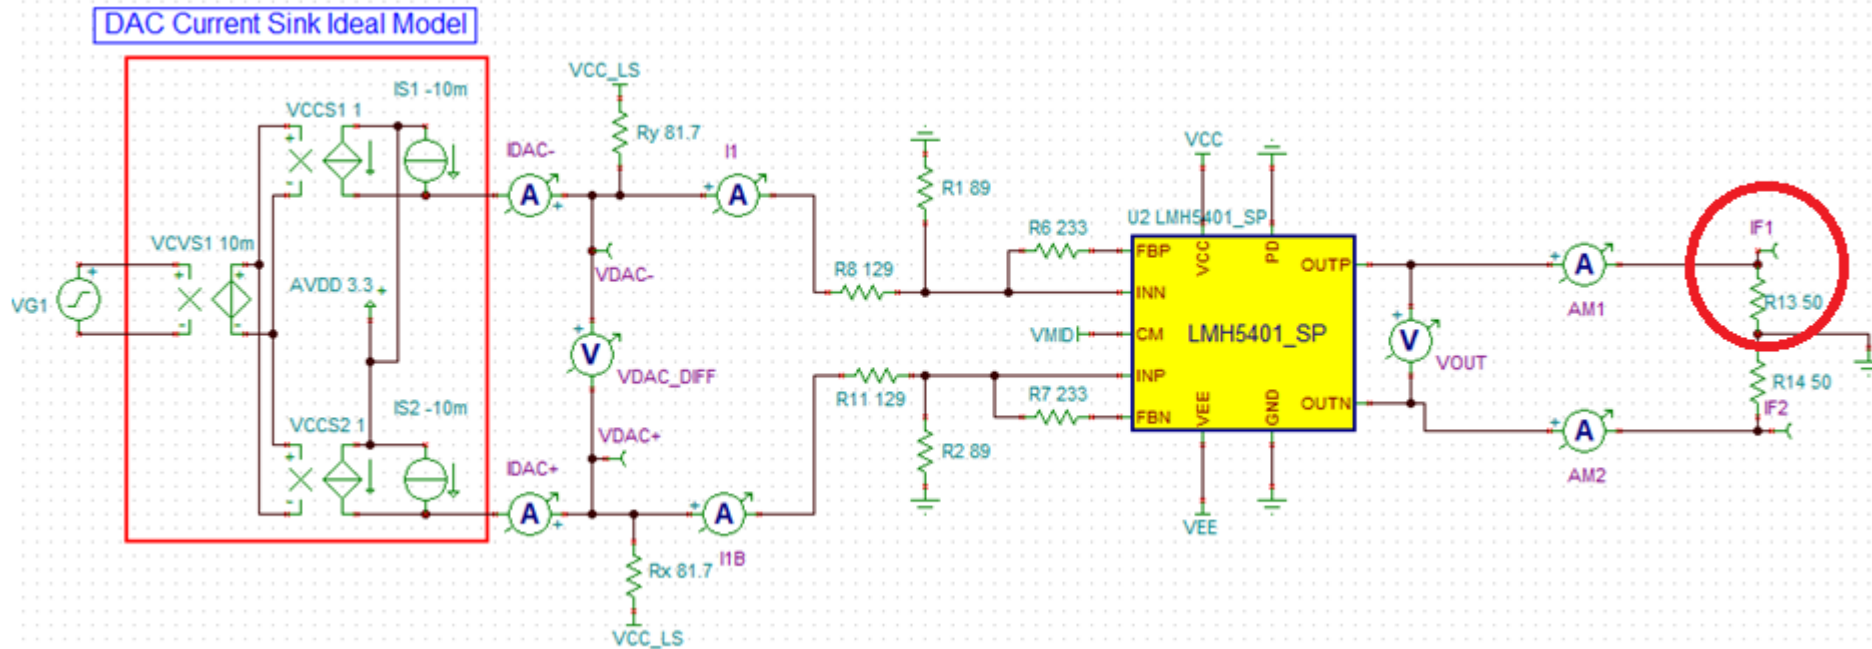 DAC Current Sink Ideal Model
IS1 -10m
VCCS1 1
VCC_LS
Ry 81.7
IDAC-
A
I1
A
VCVS1 10m
VG1
AVDD 3.3
VDAC-
V
VDAC_DIFF
VDAC+
IS2 -10m
VCCS2 1
IDAC+
A
A
I1B
Rx 81.7
VCC_LS
R1 89
R8 129
R6 233
R11 129
R7 233
R2 89
VCC
U2 LMH5401_SP
FBP
VCC
PD
OUTP
INN
VMID
CM
LMH5401_SP
INP
FBN
VEE
GND
OUTN
VEE
A
AM1
V
VOUT
A
AM2
IF1
R13 50
R14 50
IF2